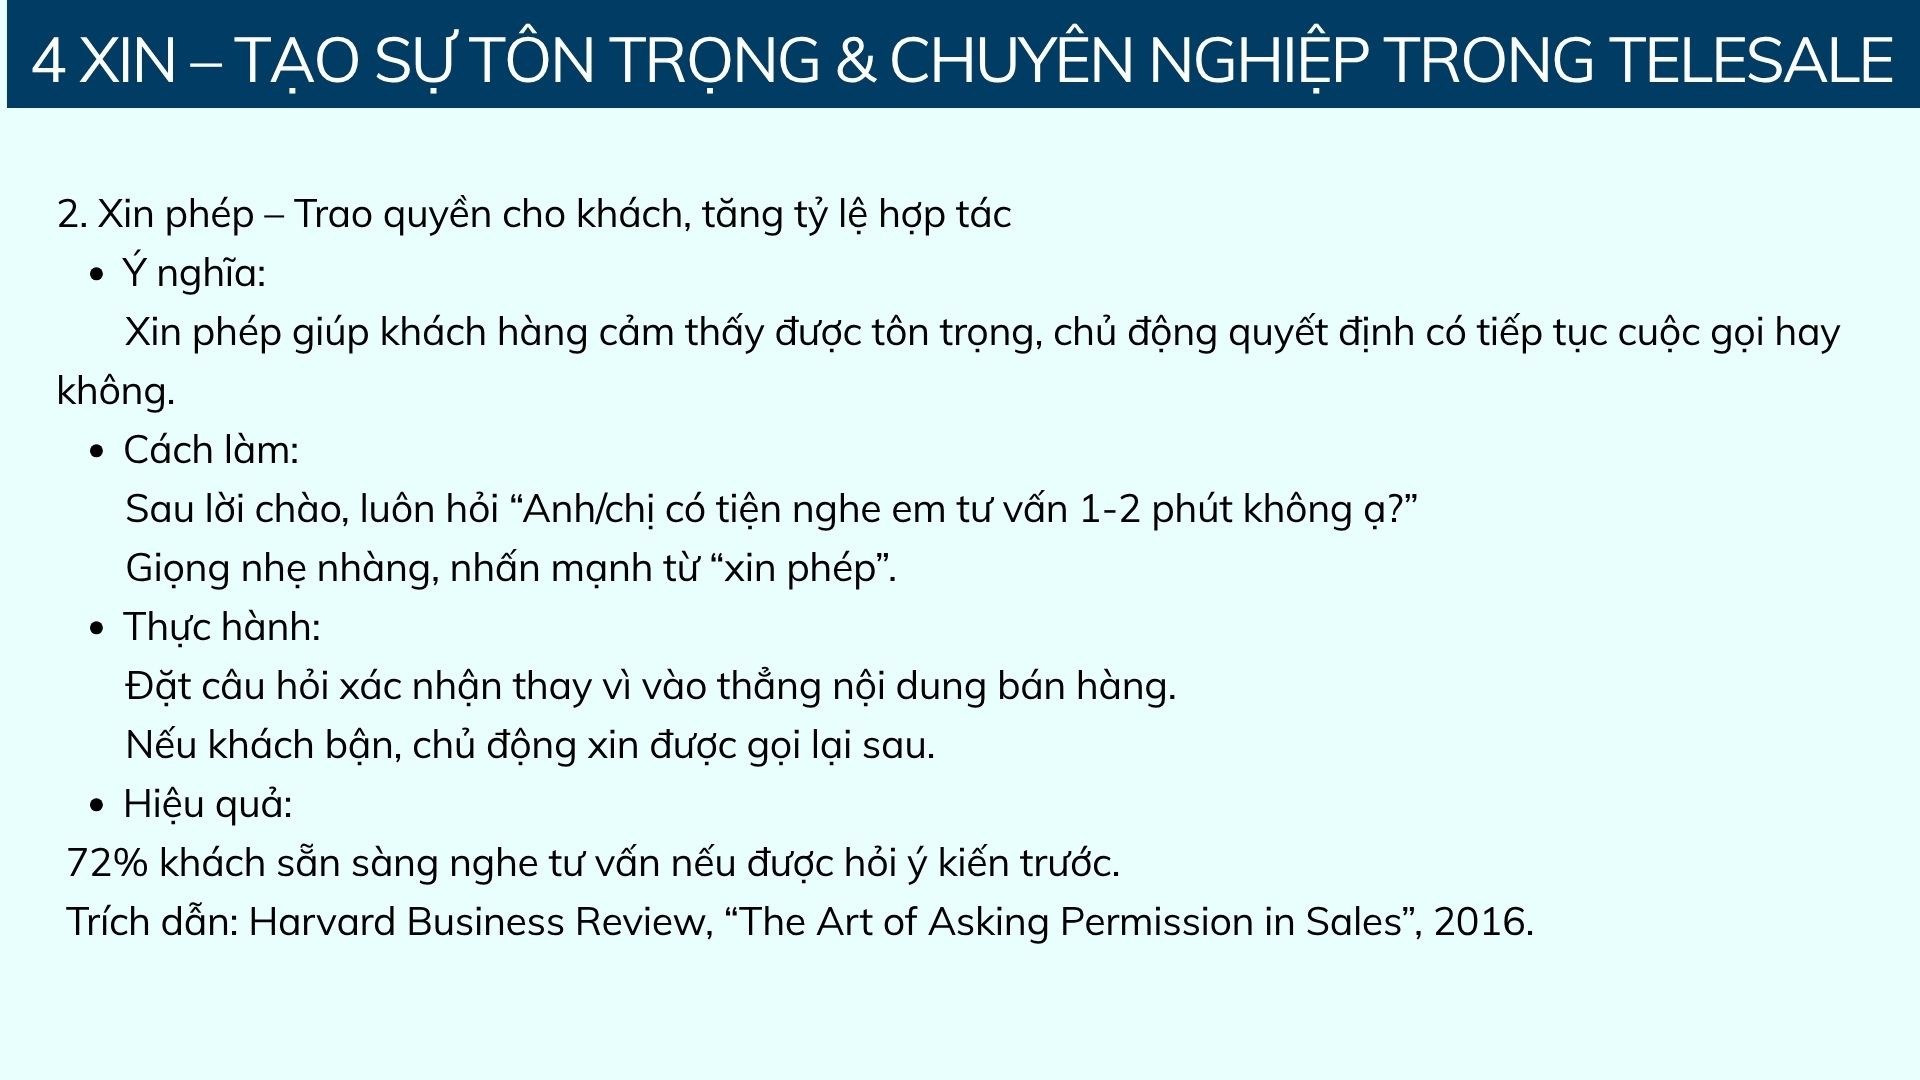 4 XIN – TẠO SỰ TÔN TRỌNG & CHUYÊN NGHIỆP TRONG TELESALE
2. Xin phép – Trao quyền cho khách, tăng tỷ lệ hợp tác
• Ý nghĩa:
Xin phép giúp khách hàng cảm thấy được tôn trọng, chủ động quyết định có tiếp tục cuộc gọi hay
không.
• Cách làm:
Sau lời chào, luôn hỏi “Anh/chị có tiện nghe em tư vấn 1-2 phút không ạ?”
Giọng nhẹ nhàng, nhấn mạnh từ “xin phép”.
• Thực hành:
Đặt câu hỏi xác nhận thay vì vào thẳng nội dung bán hàng.
Nếu khách bận, chủ động xin được gọi lại sau.
• Hiệu quả:
72% khách sẵn sàng nghe tư vấn nếu được hỏi ý kiến trước.
Trích dẫn: Harvard Business Review, “The Art of Asking Permission in Sales”, 2016.